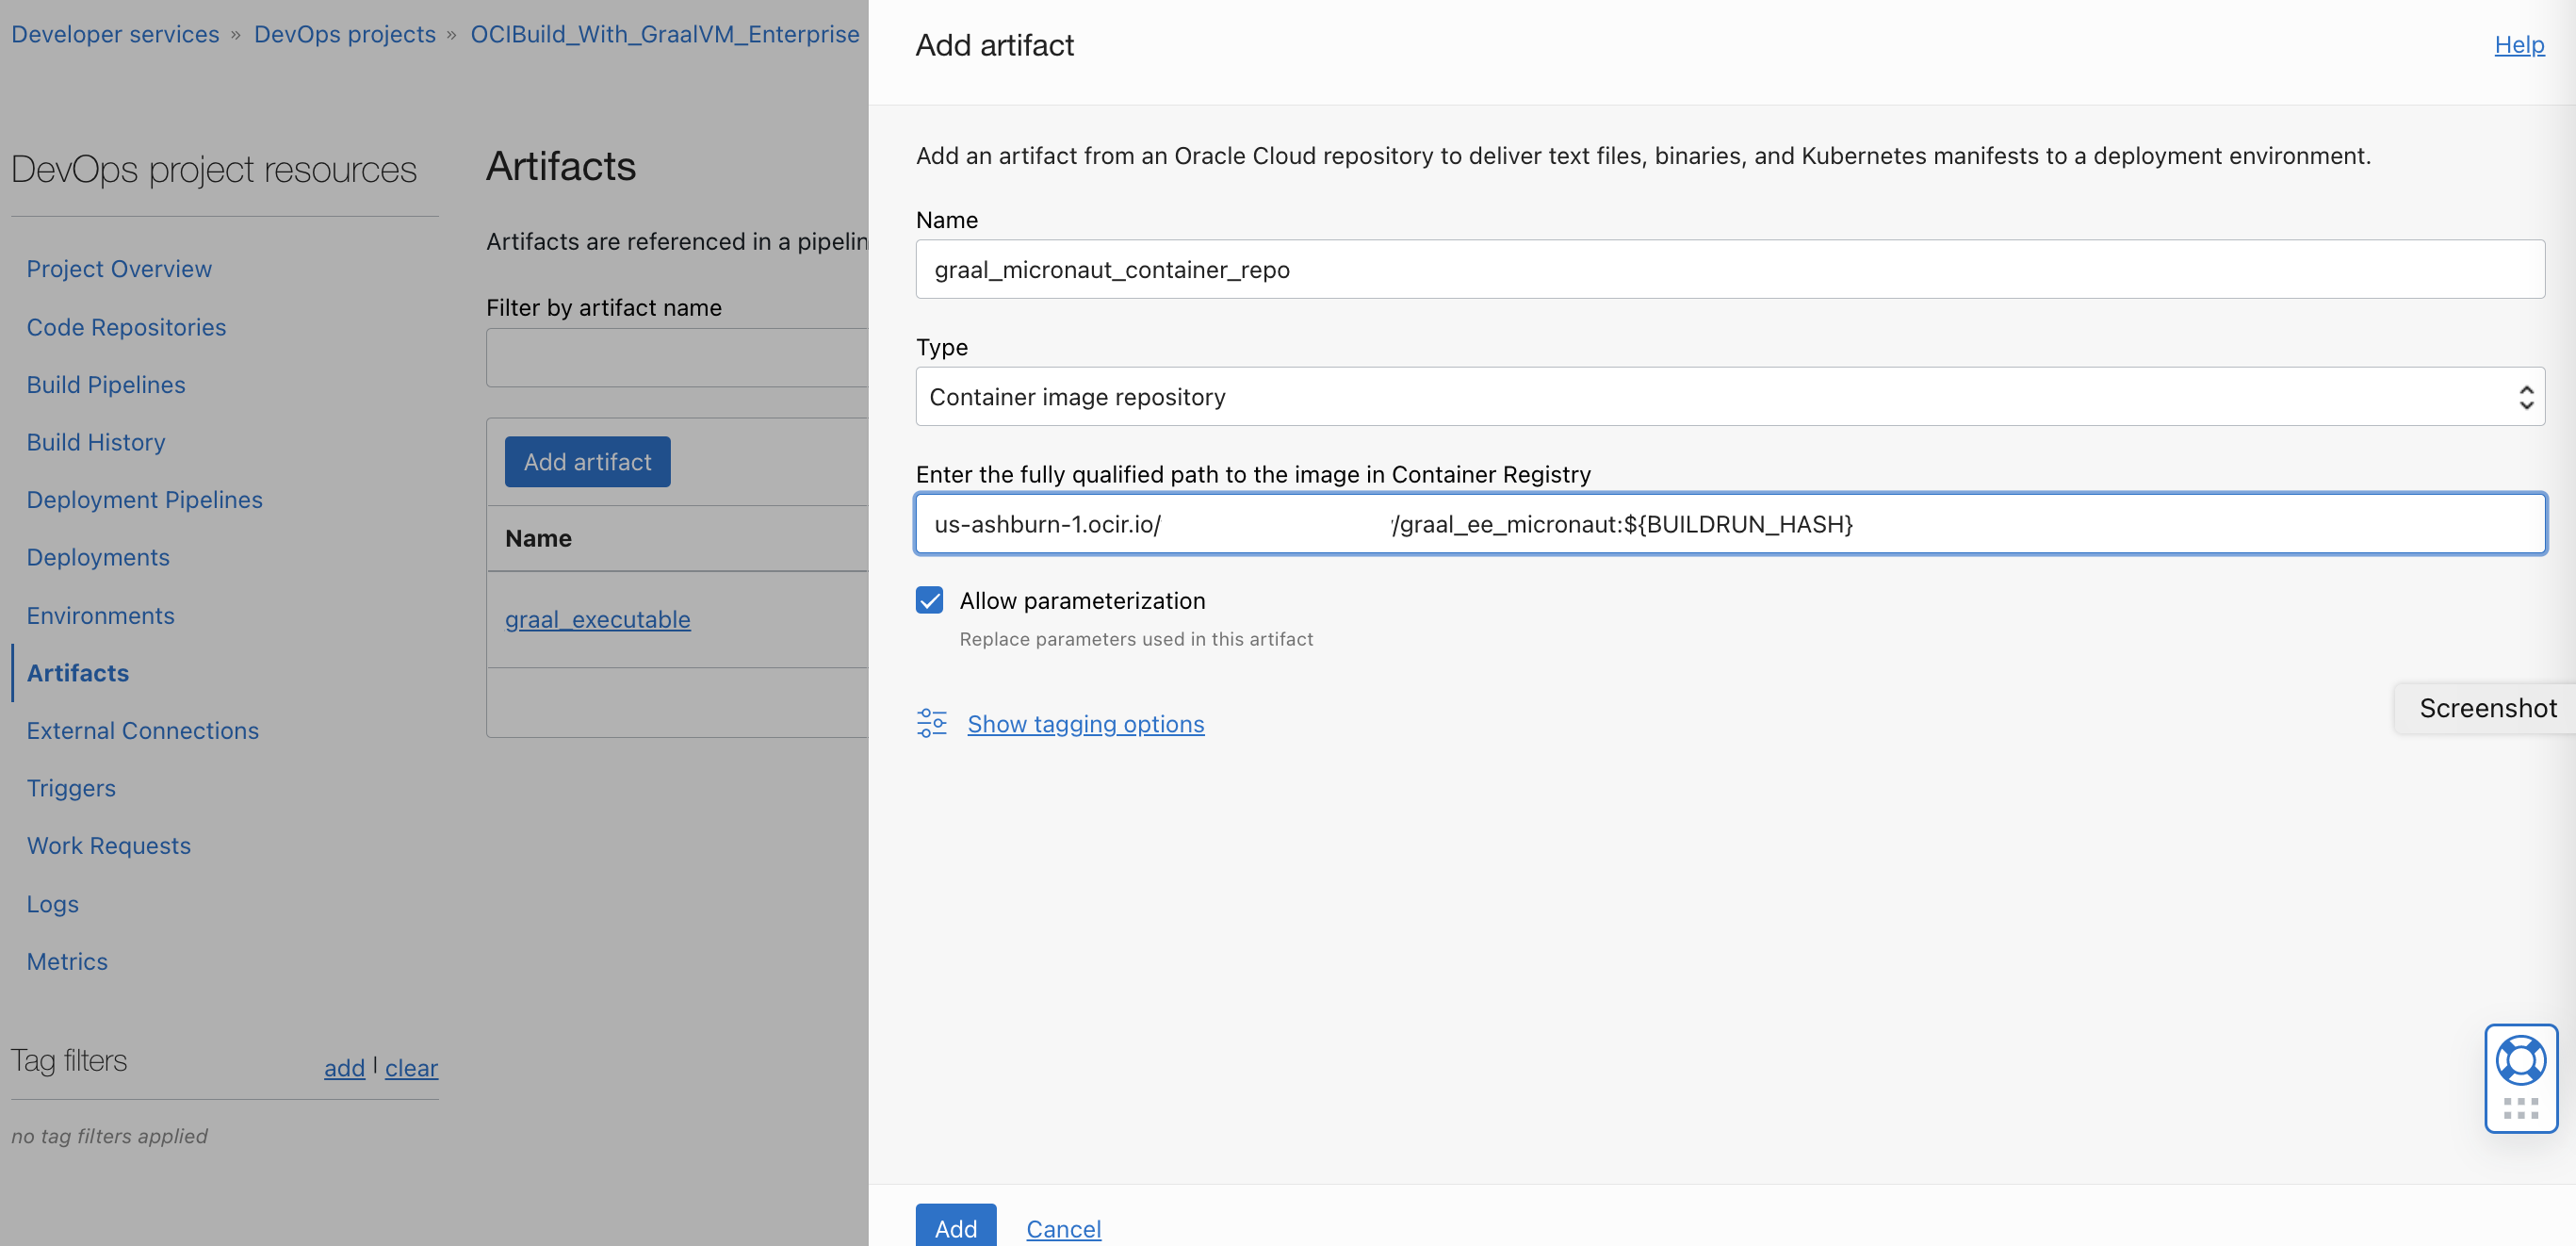 Developer services » DevOps projects » OCIBuild_With_GraalVM_Enterprise
DevOps project resources
Project Overview
Code Repositories
Build Pipelines
Build History
Deployment Pipelines
Deployments
Environments
Artifacts
External Connections
Triggers
Work Requests
Logs
Metrics
Tag filters
add | clear
no tag filters applied
Artifacts
Artifacts are referenced in a pipelin
Filter by artifact name
Add artifact
Name
graal_executable
Add artifact
Help
Add an artifact from an Oracle Cloud repository to deliver text files, binaries, and Kubernetes manifests to a deployment environment.
Name
graal_micronaut_container_repo
Type
Container image repository
Enter the fully qualified path to the image in Container Registry
us-ashburn-1.ocir.io/ /graal_ee_micronaut:${BUILDRUN_HASH}
Allow parameterization
Replace parameters used in this artifact
Show tagging options
Screenshot
Add
Cancel